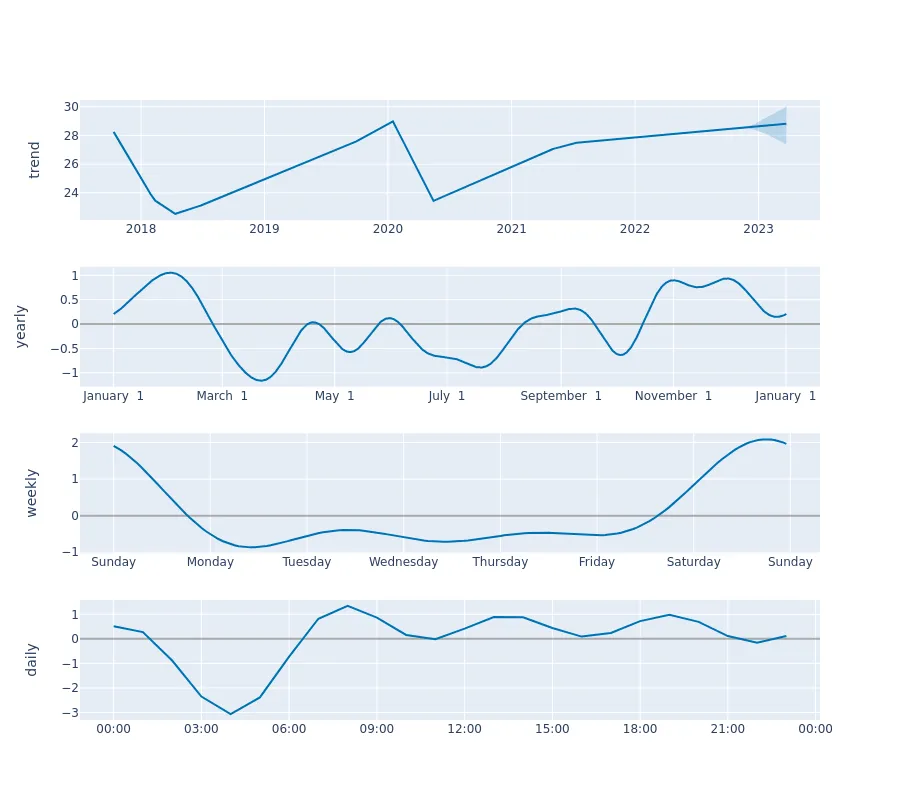 trend
30
28
26
24
2018 2019 2020 2021 2022 2023
yearly
1
0.5
0
−0.5
−1
January 1 March 1 May 1 July 1 September 1 November 1 January 1
weekly
2
1
0
−1
Sunday Monday Tuesday Wednesday Thursday Friday Saturday Sunday
daily
1
0
−1
−2
−3
00:00 03:00 06:00 09:00 12:00 15:00 18:00 21:00 00:00